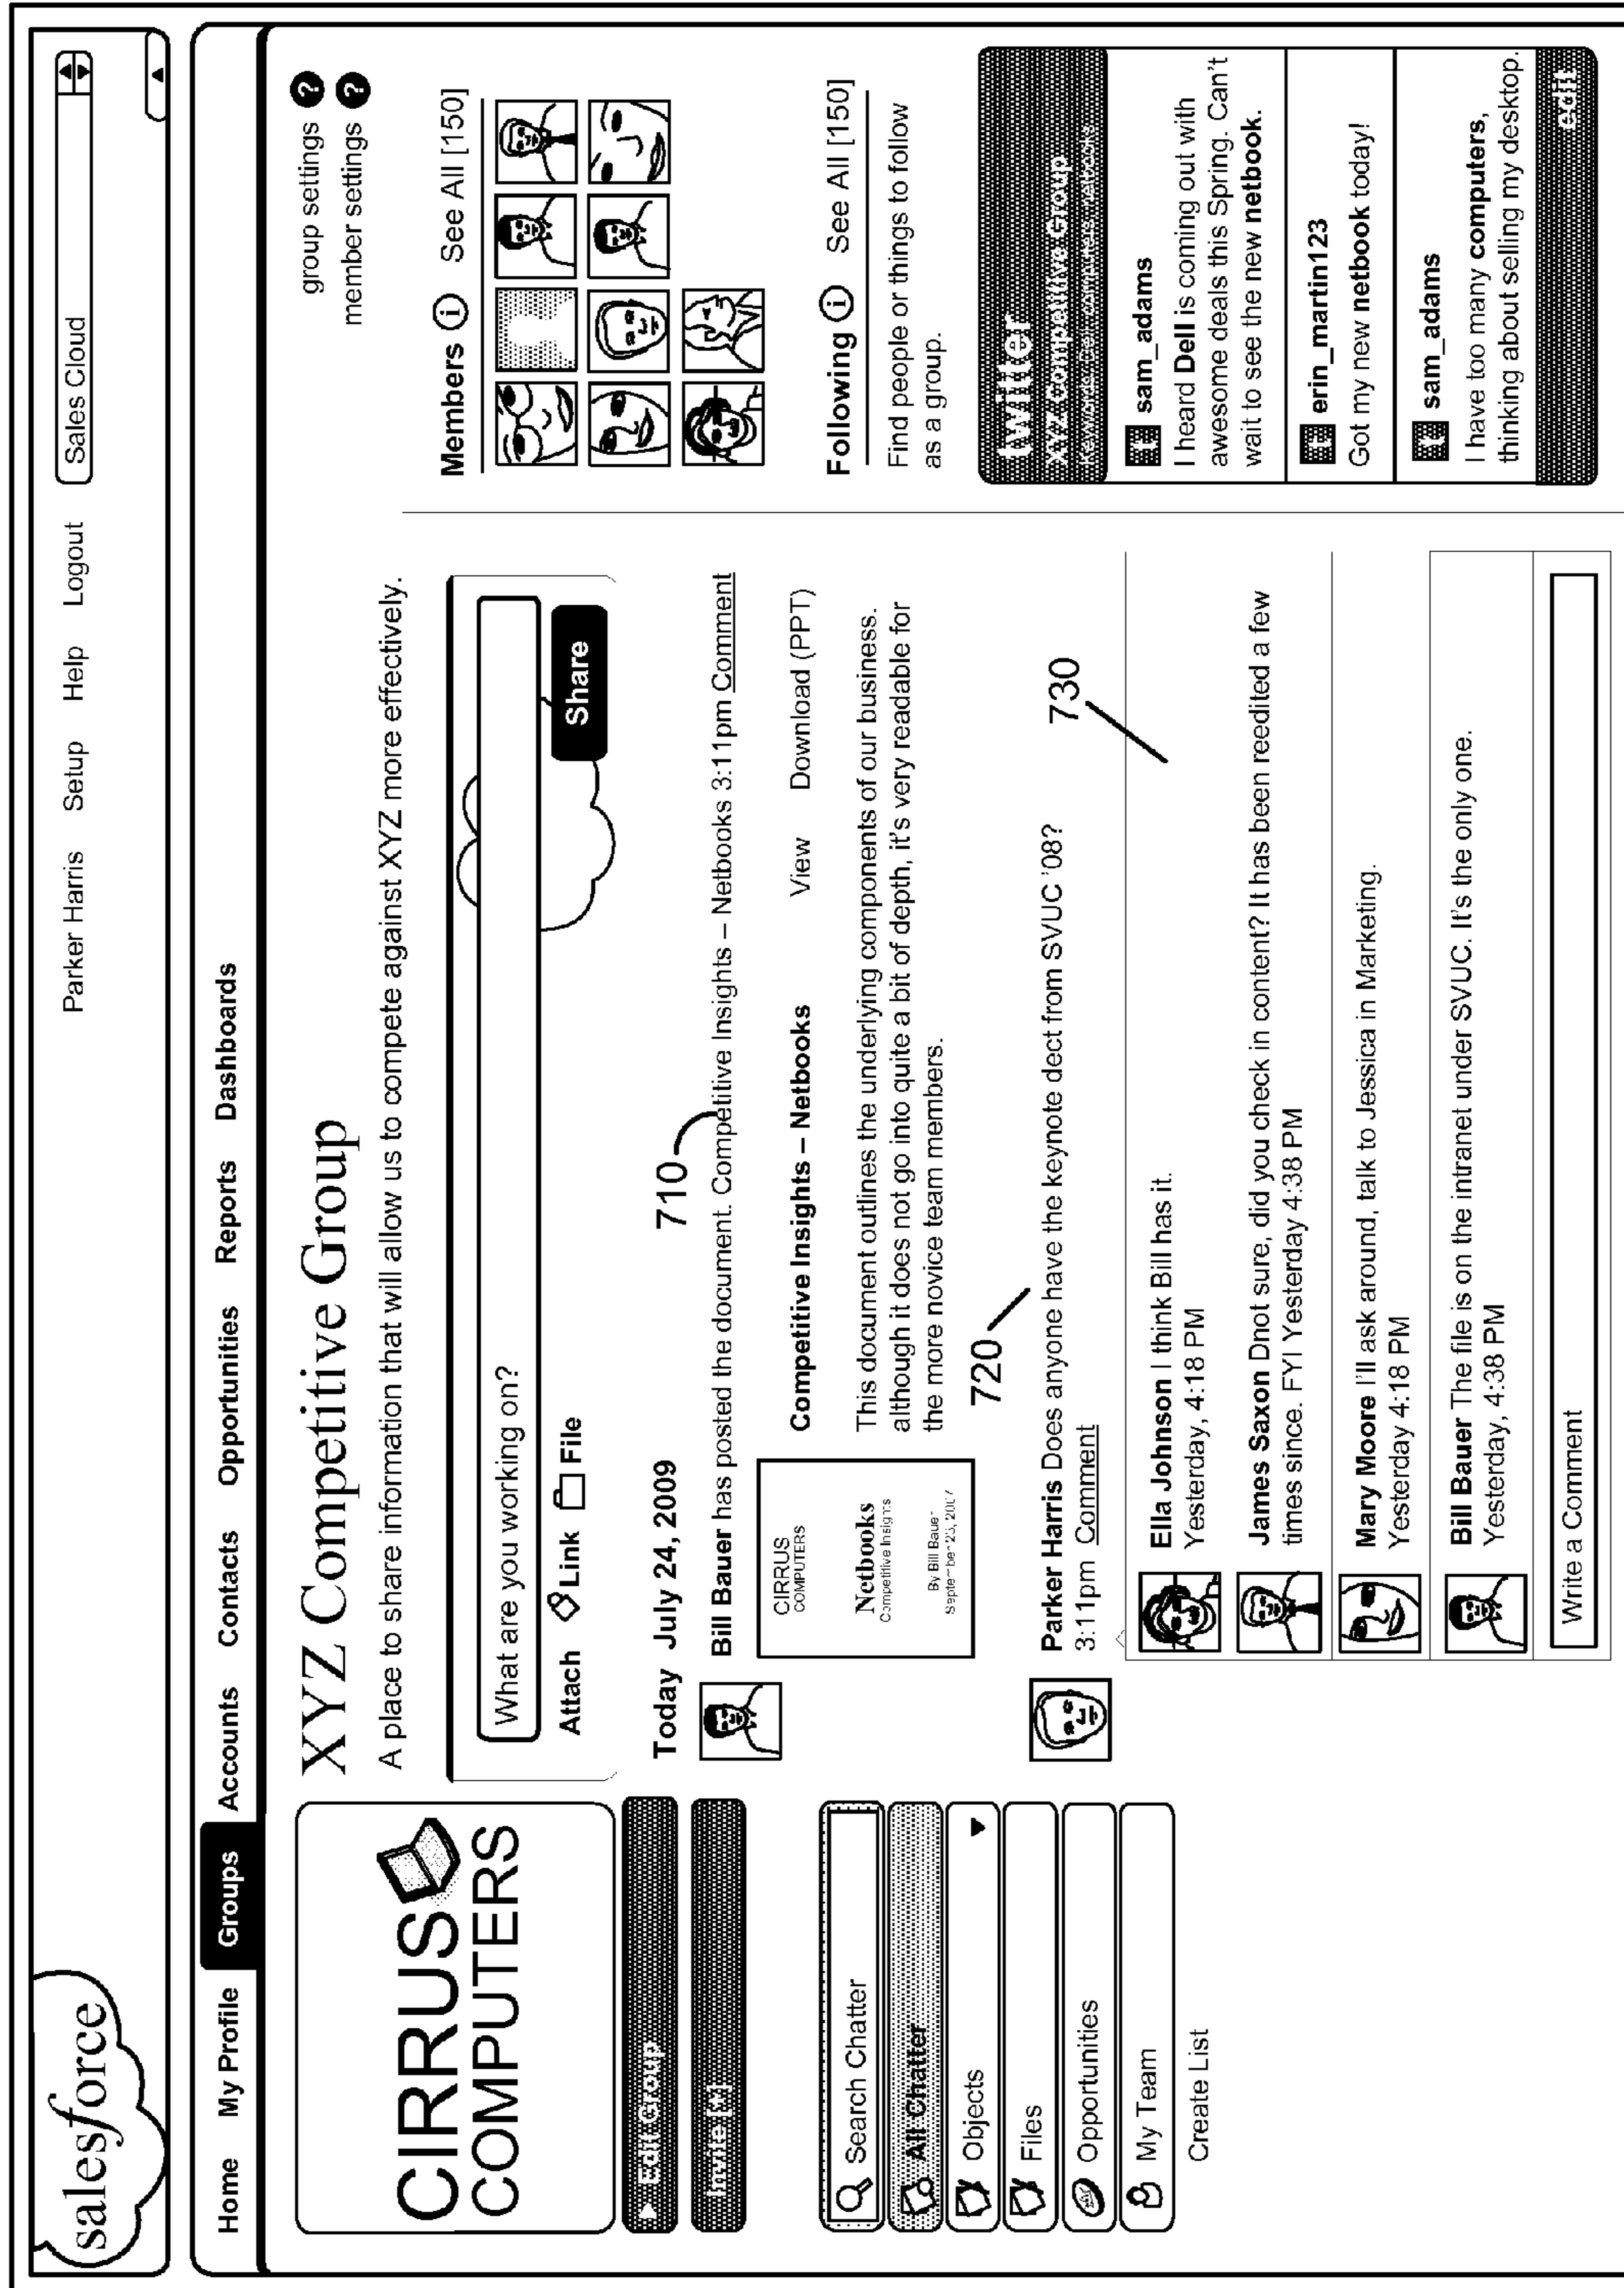 salesforce
Parker Harris Setup Help Logout Sales Cloud
Home My Profile Groups Accounts Contacts Opportunities Reports Dashboards
CIRRUS
COMPUTERS
Edit Group
Search Chatter
All Chatter
Objects
Files
Opportunities
My Team
Create List
XYZ Competitive Group
A place to share information that will allow us to compete against XYZ more effectively.
What are you working on?
Attach Link File
Share
Today July 24, 2009
710
Bill Bauer has posted the document. Competitive Insights – Netbooks 3:11pm Comment
CIRRUS
COMPUTERS
Netbooks
Competitive Insights
By Bill Bauer
Competitive Insights – Netbooks View Download (PPT)
This document outlines the underlying components of our business.
although it does not go into quite a bit of depth, it's very readable for
the more novice team members.
720
Parker Harris Does anyone have the keynote dect from SVUC '08?
3:11pm Comment
730
Ella Johnson I think Bill has it.
Yesterday, 4:18 PM
James Saxon Dnot sure, did you check in content? It has been reedited a few
times since. FYI Yesterday 4:38 PM
Mary Moore I'll ask around, talk to Jessica in Marketing.
Yesterday 4:18 PM
Bill Bauer The file is on the intranet under SVUC. It's the only one.
Yesterday, 4:38 PM
Write a Comment
group settings ?
member settings ?
Members i See All [150]
Following i See All [150]
Find people or things to follow
as a group.
twitter
XYZ Competitive Group
sam_adams
I heard Dell is coming out with
awesome deals this Spring. Can't
wait to see the new netbook.
erin_martin123
Got my new netbook today!
sam_adams
I have too many computers,
thinking about selling my desktop.
edit